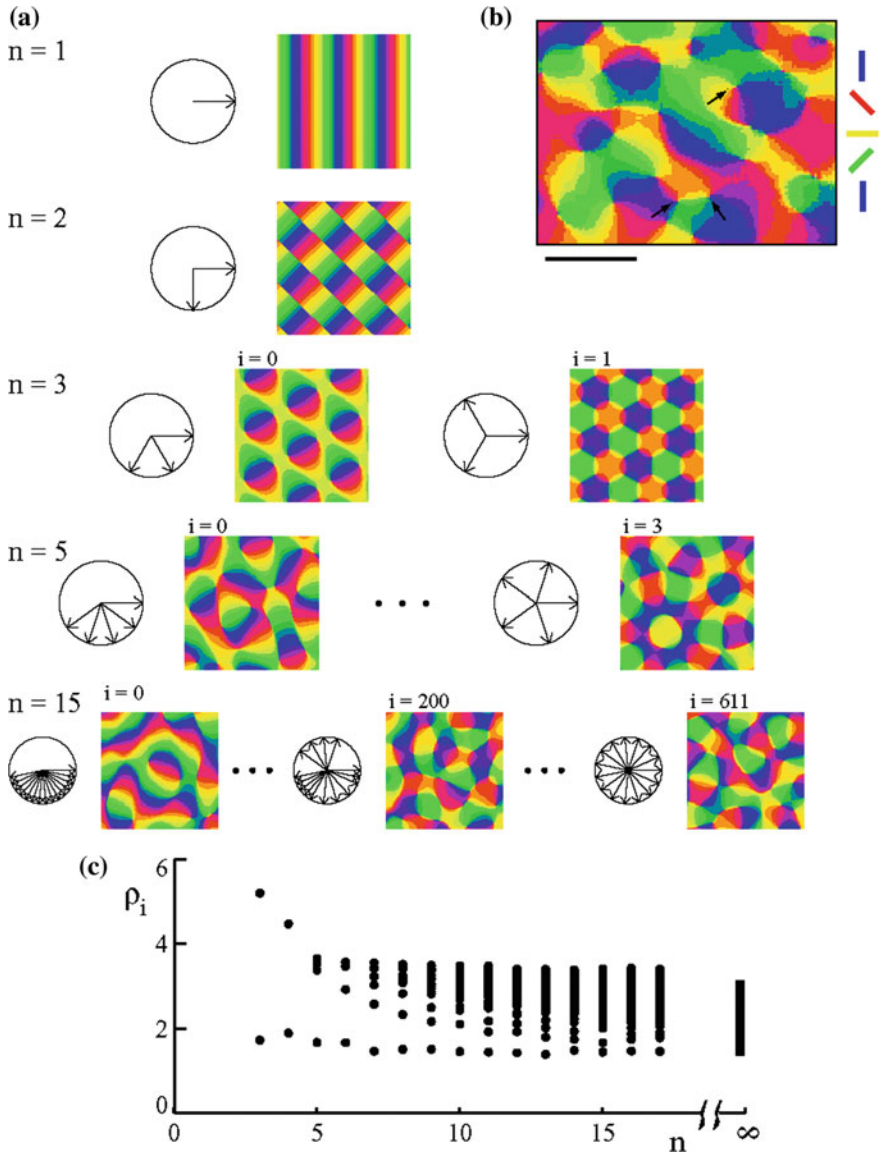 (a)
(b)
n = 1
n = 2
n = 3
i = 0
i = 1
n = 5
i = 0
i = 3
n = 15
i = 0
i = 200
i = 611
(c)
ρi
6
4
2
0
0
5
10
15
n
∞